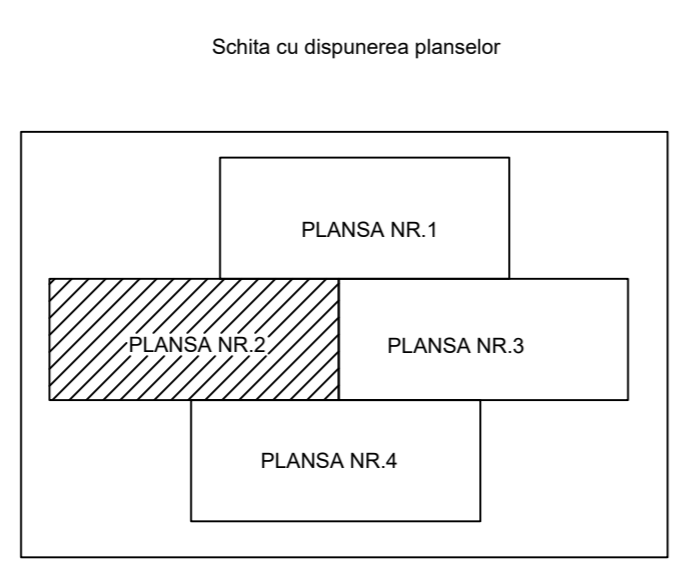 Schita cu dispunerea planselor
PLANSA NR.1
PLANSA NR.2
PLANSA NR.3
PLANSA NR.4